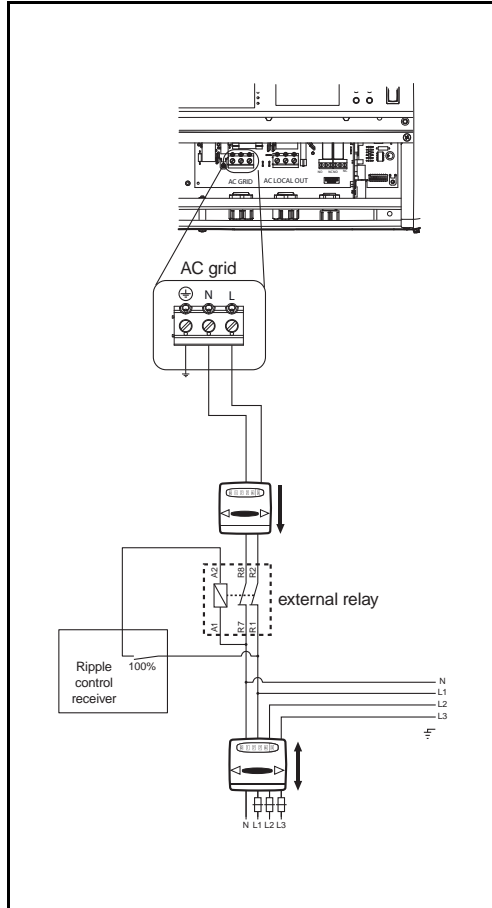 AC GRID AC LOCAL OUT
AC grid
N L
A2 R8 R2
external relay
A1 R7 R1
Ripple
control
receiver
100%
N
L1
L2
L3
N L1 L2 L3